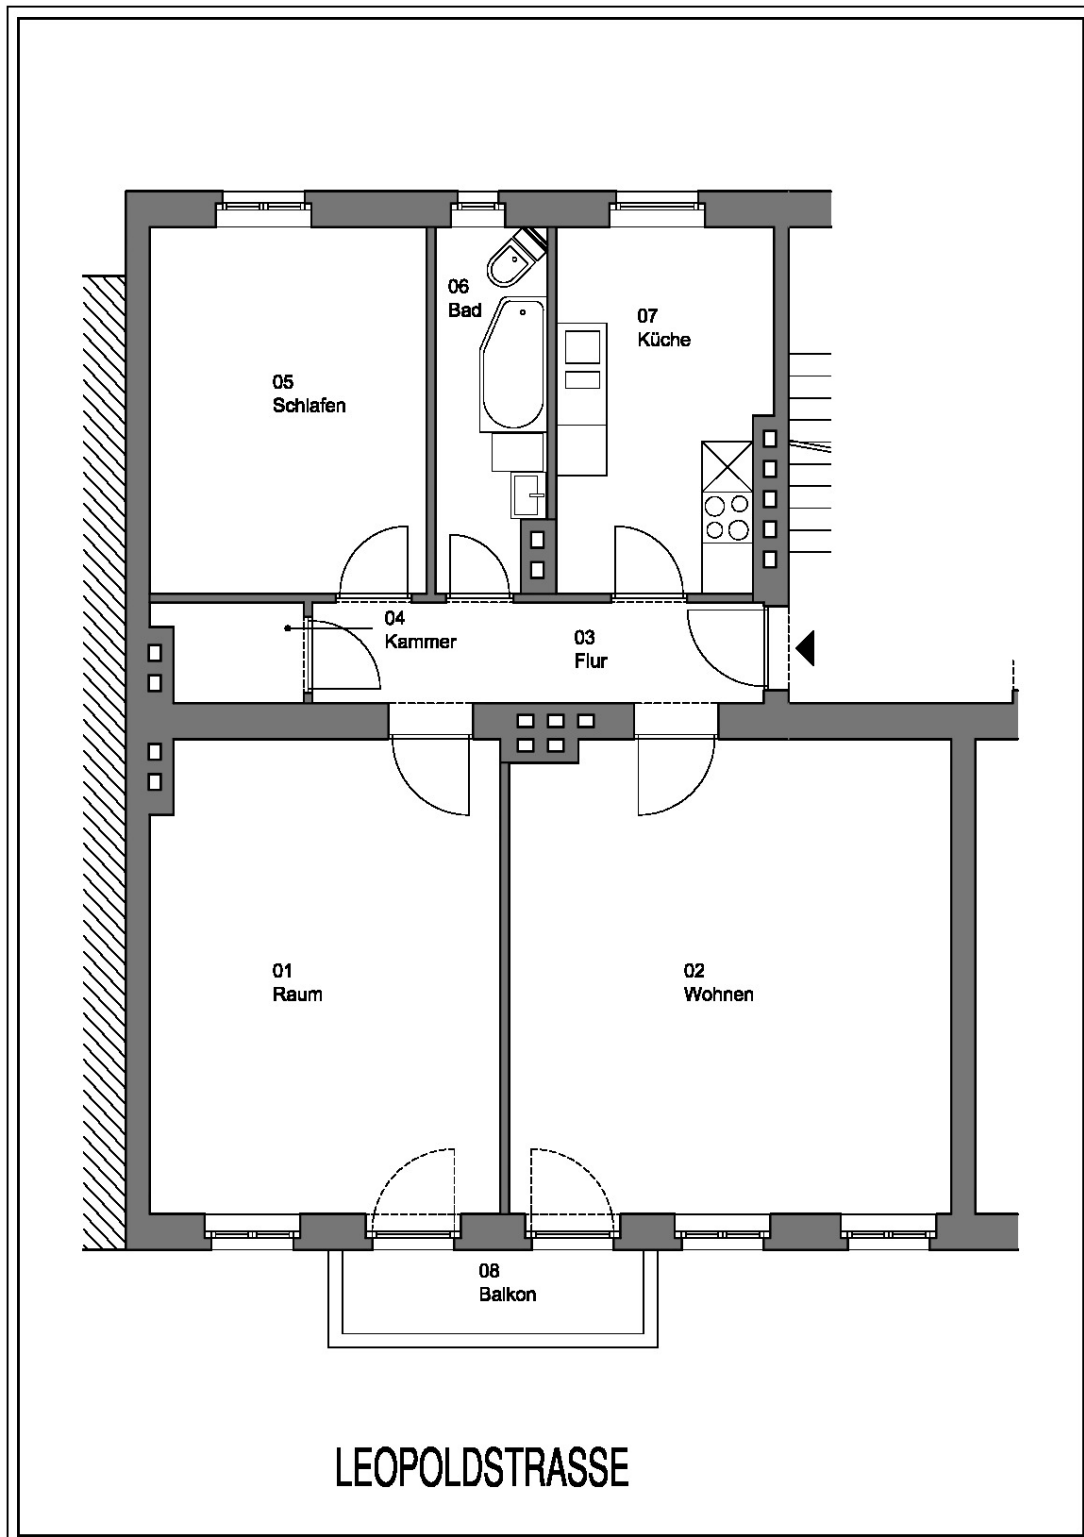 06
Bad
07
Küche
05
Schlafen
04
Kammer
03
Flur
01
Raum
02
Wohnen
08
Balkon
LEOPOLDSTRASSE